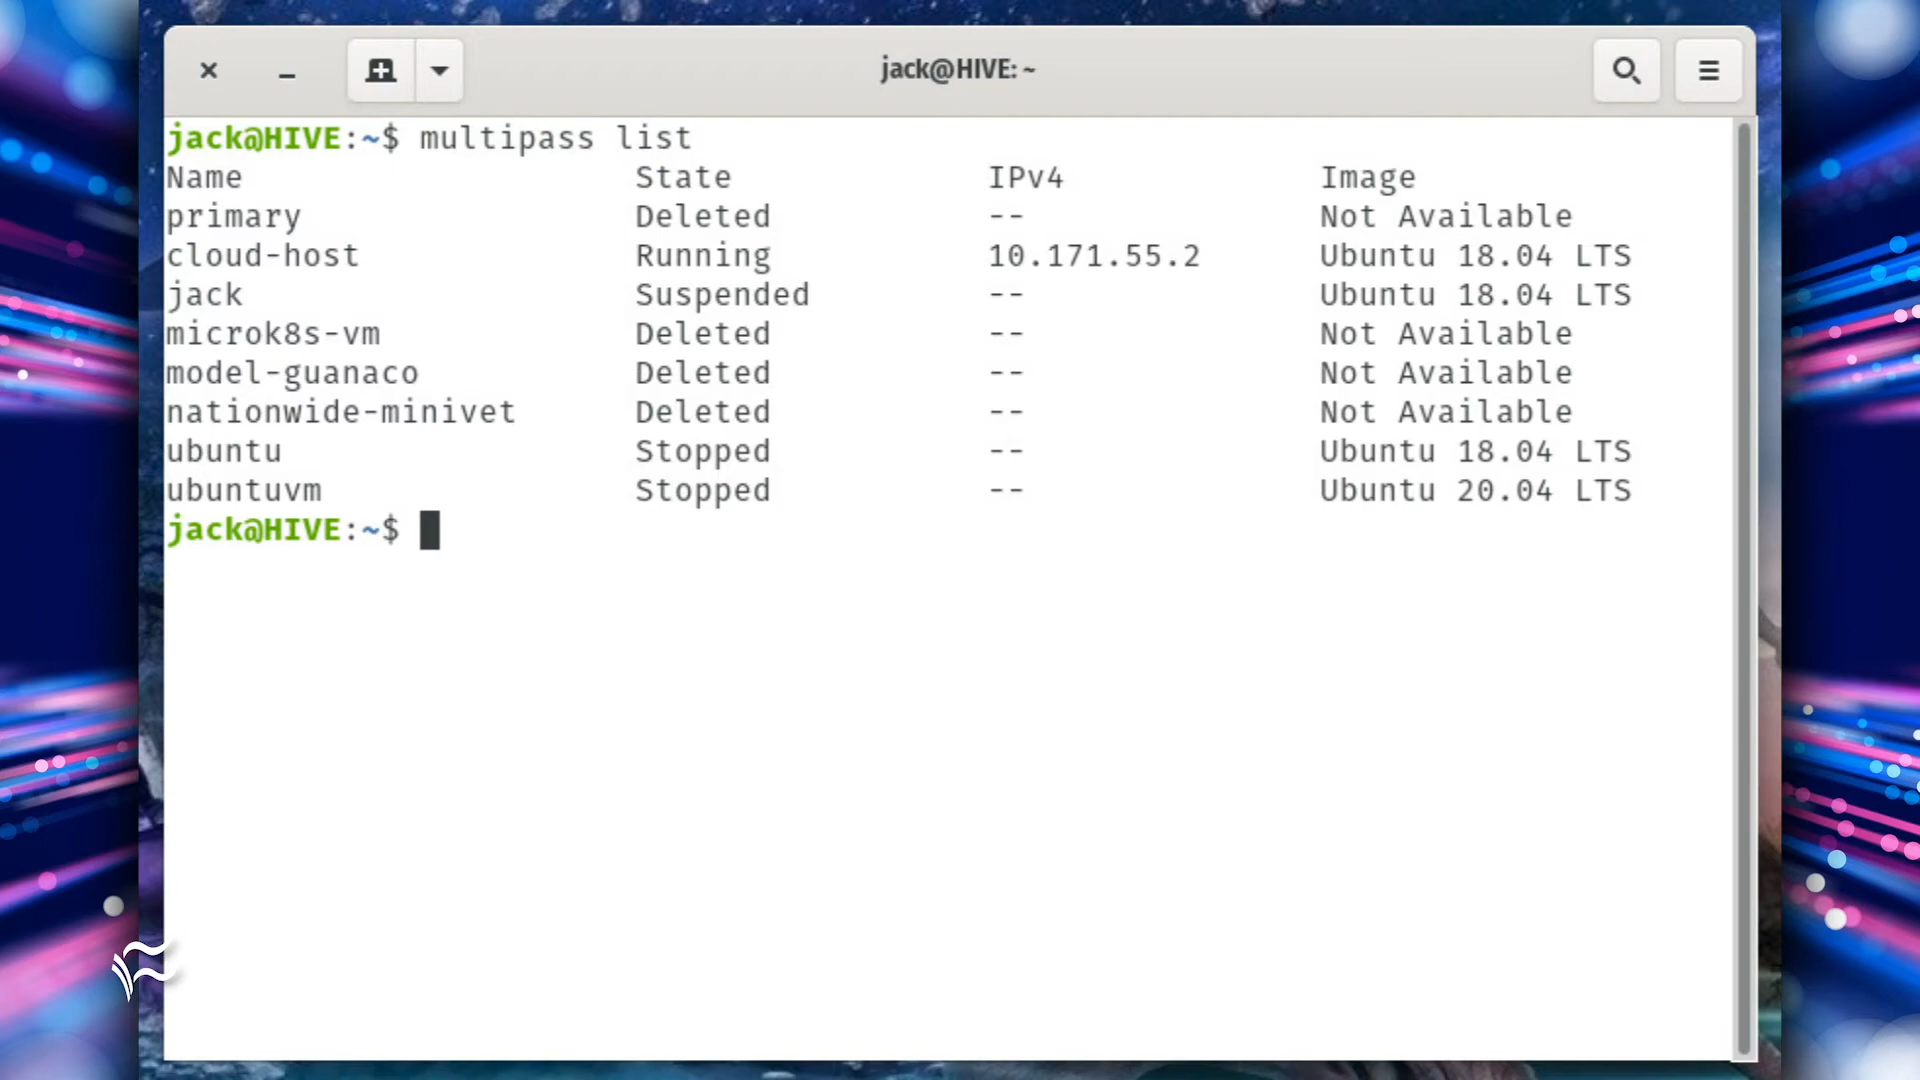 jack@HIVE: ~
jack@HIVE:~$ multipass list
Name State IPv4 Image
primary Deleted -- Not Available
cloud-host Running 10.171.55.2 Ubuntu 18.04 LTS
jack Suspended -- Ubuntu 18.04 LTS
microk8s-vm Deleted -- Not Available
model-guanaco Deleted -- Not Available
nationwide-minivet Deleted -- Not Available
ubuntu Stopped -- Ubuntu 18.04 LTS
ubuntuvm Stopped -- Ubuntu 20.04 LTS
jack@HIVE:~$